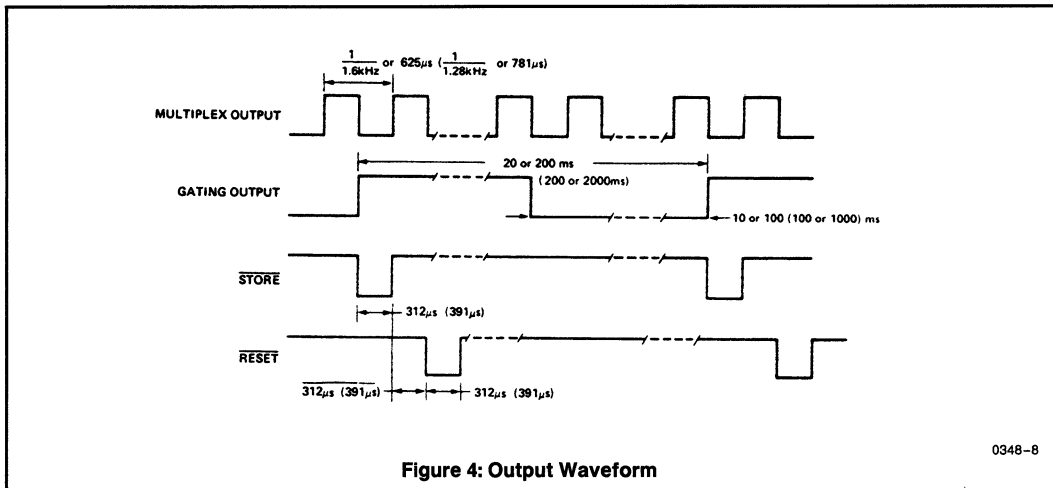 1/1.6kHz or 625μs (1/1.28kHz or 781μs)
MULTIPLEX OUTPUT
20 or 200 ms
(200 or 2000ms)
GATING OUTPUT
10 or 100 (100 or 1000) ms
STORE
312μs (391μs)
RESET
312μs (391μs)
312μs (391μs)
0348-8
Figure 4: Output Waveform